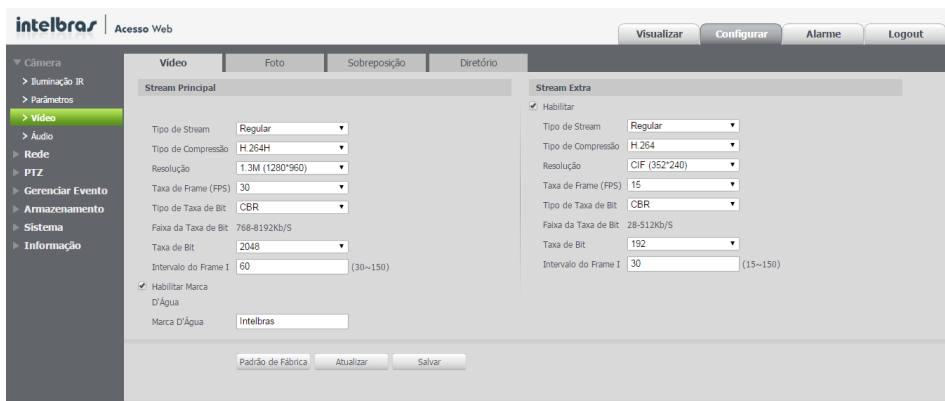 intelbras Acesso Web
Visualizar Configurar Alarme Logout
Câmera
> Iluminação IR
> Parâmetros
> Vídeo
> Áudio
Rede
PTZ
Gerenciar Evento
Armazenamento
Sistema
Informação
Vídeo Foto Sobreposição Diretório
Stream Principal
Tipo de Stream Regular
Tipo de Compressão H.264H
Resolução 1.3M (1280*960)
Taxa de Frame (FPS) 30
Tipo de Taxa de Bit CBR
Faixa da Taxa de Bit 768-8192Kb/S
Taxa de Bit 2048
Intervalo do Frame I 60 (30~150)
Habilitar Marca
D'Água
Marca D'Água Intelbras
Stream Extra
Habilitar
Tipo de Stream Regular
Tipo de Compressão H.264
Resolução CIF (352*240)
Taxa de Frame (FPS) 15
Tipo de Taxa de Bit CBR
Faixa da Taxa de Bit 28-512Kb/S
Taxa de Bit 192
Intervalo do Frame I 30 (15~150)
Padrão de Fábrica Atualizar Salvar